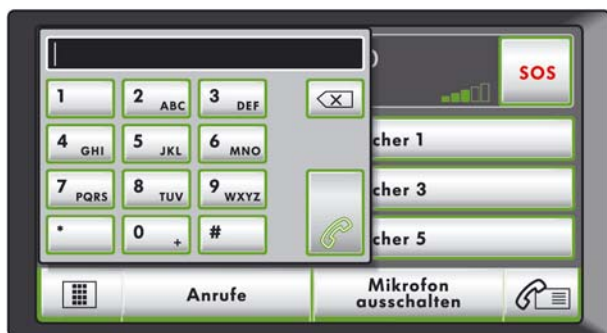 )
SOS
1
2 ABC
3 DEF
4 GHI
5 JKL
6 MNO
7 PQRS
8 TUV
9 WXYZ
*
0 +
#
cher 1
cher 3
cher 5
Anrufe
Mikrofon
ausschalten